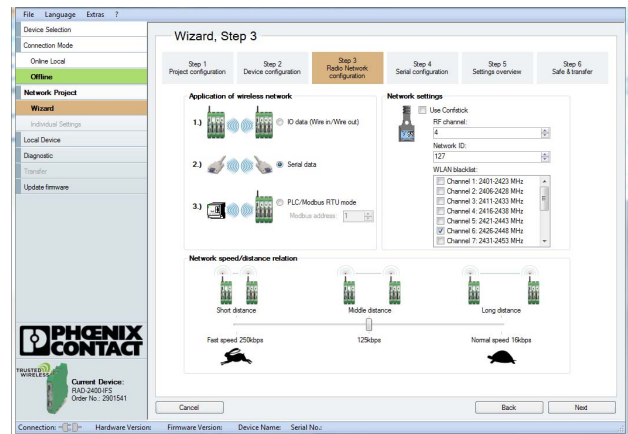 File Language Extras ?
Device Selection
Connection Mode
Online Local
Offline
Network Project
Wizard
Individual Settings
Local Device
Diagnostic
Transfer
Update firmware
PHŒNIX
CONTACT
TRUSTED
WIRELESS
Current Device:
RAD-2400-IFS
Order No.: 2901541
Wizard, Step 3
Step 1
Project configuration
Step 2
Device configuration
Step 3
Radio Network
configuration
Step 4
Serial configuration
Step 5
Settings overview
Step 6
Safe & transfer
Application of wireless network
1.) IO data (Wire in/Wire out)
2.) Serial data
3.) PLC/Modbus RTU mode
Modbus address: 1
Network settings
Use Confstick
RF channel:
4
Network ID:
127
WLAN blacklist:
Channel 1: 2401-2423 MHz
Channel 2: 2406-2428 MHz
Channel 3: 2411-2433 MHz
Channel 4: 2416-2438 MHz
Channel 5: 2421-2443 MHz
Channel 6: 2426-2448 MHz
Channel 7: 2431-2453 MHz
Network speed/distance relation
Short distance Middle distance Long distance
Fast speed 250kbps 125kbps Normal speed 16kbps
Cancel Back Next
Connection: Hardware Version: Firmware Version: Device Name: Serial No.: